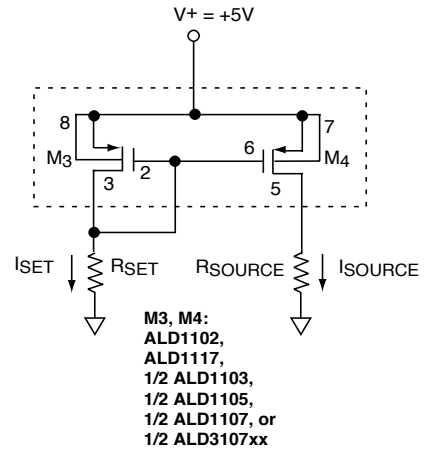 V+ = +5V
8
7
M3
3
2
6
5
M4
ISET
RSET
RSOURCE
ISOURCE
M3, M4:
ALD1102,
ALD1117,
1/2 ALD1103,
1/2 ALD1105,
1/2 ALD1107, or
1/2 ALD3107xx